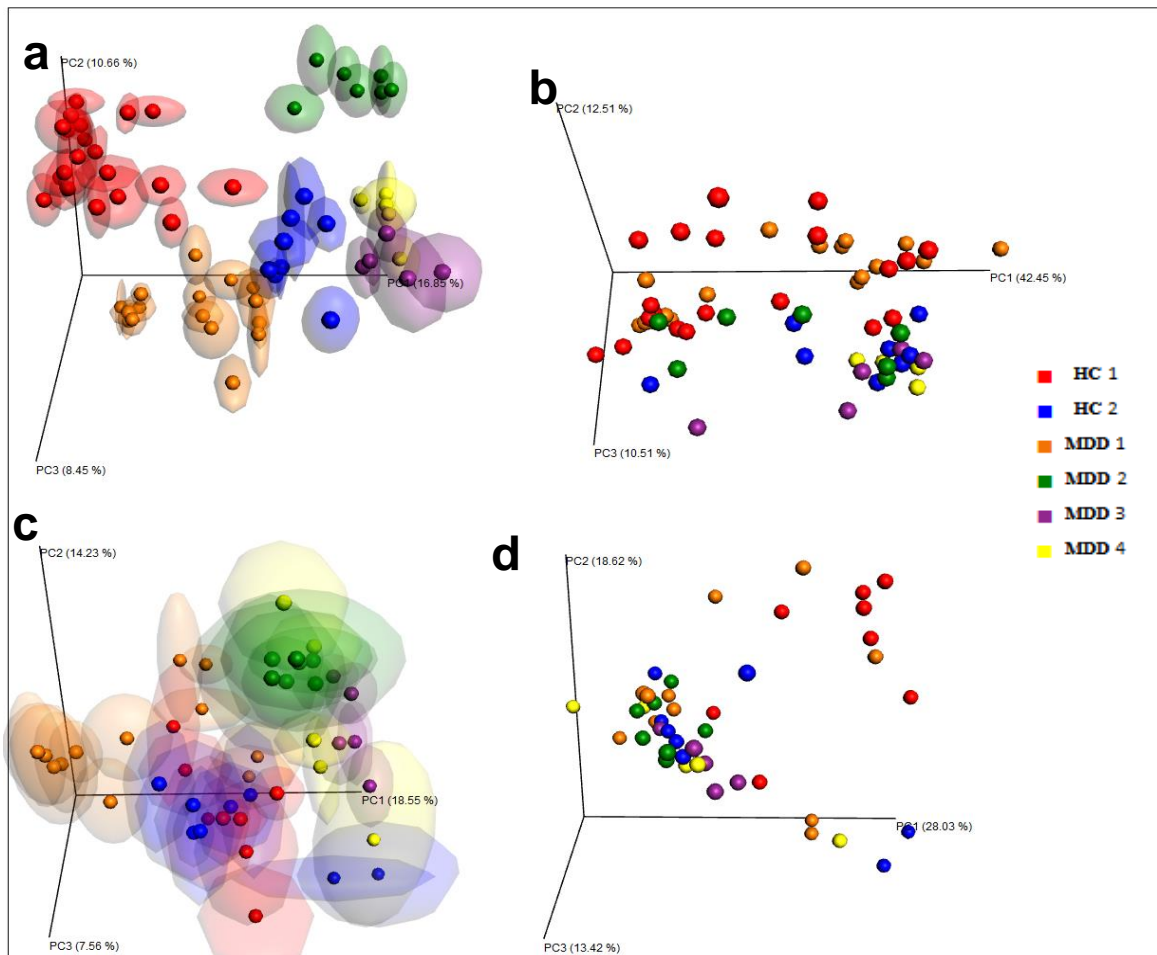 a
PC2 (10.66 %)
PC1 (16.85 %)
PC3 (8.45 %)
b
PC2 (12.51 %)
PC1 (42.45 %)
PC3 (10.51 %)
HC 1
HC 2
MDD 1
MDD 2
MDD 3
MDD 4
c
PC2 (14.23 %)
PC1 (18.55 %)
PC3 (7.56 %)
d
PC2 (18.62 %)
PC1 (28.03 %)
PC3 (13.42 %)